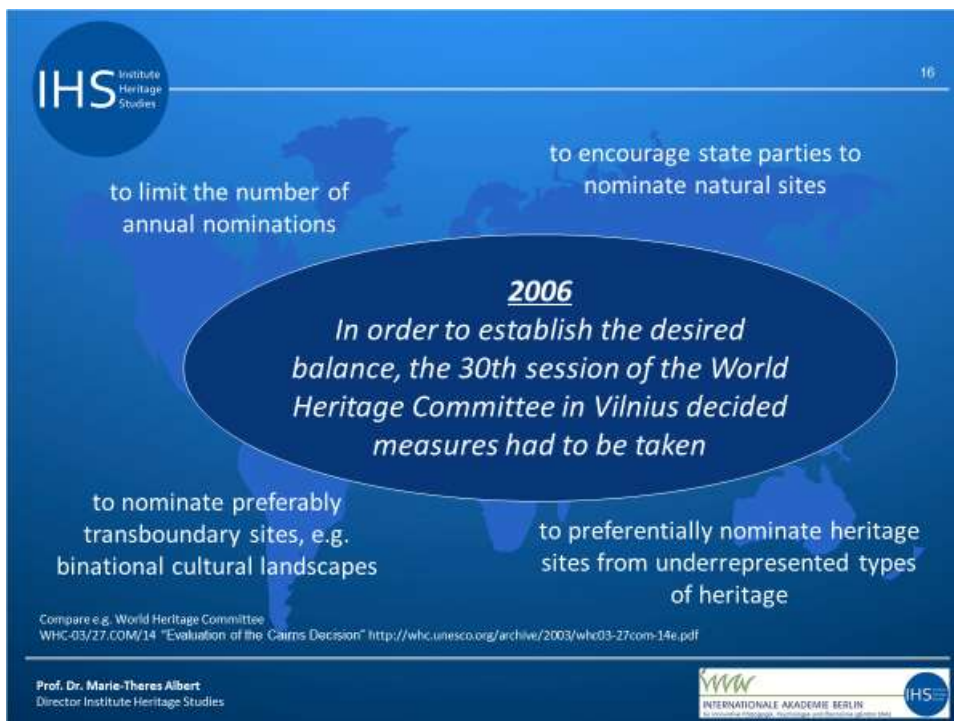 IHS Institute
Heritage
Studies
16
to limit the number of
annual nominations
to encourage state parties to
nominate natural sites
2006
In order to establish the desired
balance, the 30th session of the World
Heritage Committee in Vilnius decided
measures had to be taken
to nominate preferably
transboundary sites, e.g.
binational cultural landscapes
to preferentially nominate heritage
sites from underrepresented types
of heritage
Compare e.g. World Heritage Committee
WHC-03/27.COM/14 "Evaluation of the Cairns Decision" http://whc.unesco.org/archive/2003/whc03-27com-14e.pdf
Prof. Dr. Marie-Theres Albert
Director Institute Heritage Studies
INTERNATIONALE AKADEMIE BERLIN
IHS